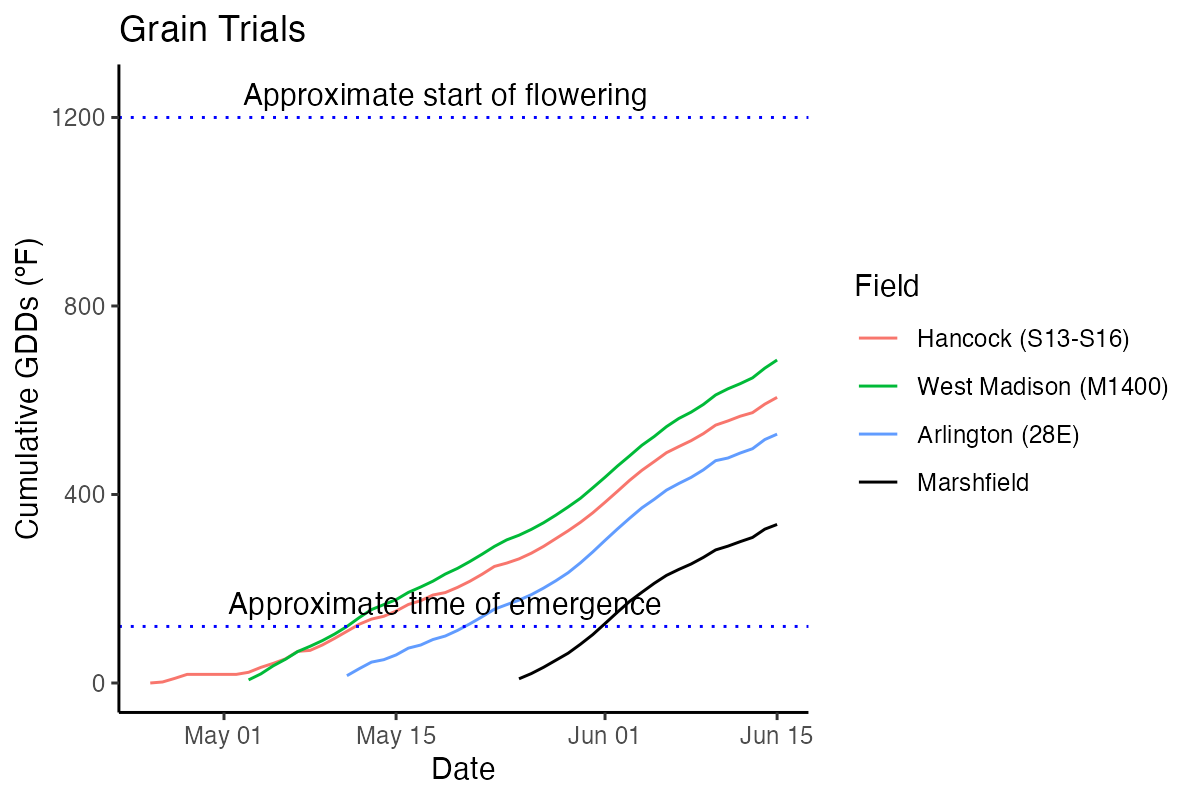 Grain Trials
Approximate start of flowering
1200
800
400
0
Cumulative GDDs (°F)
Approximate time of emergence
May 01
May 15
Jun 01
Jun 15
Date
Field
Hancock (S13-S16)
West Madison (M1400)
Arlington (28E)
Marshfield